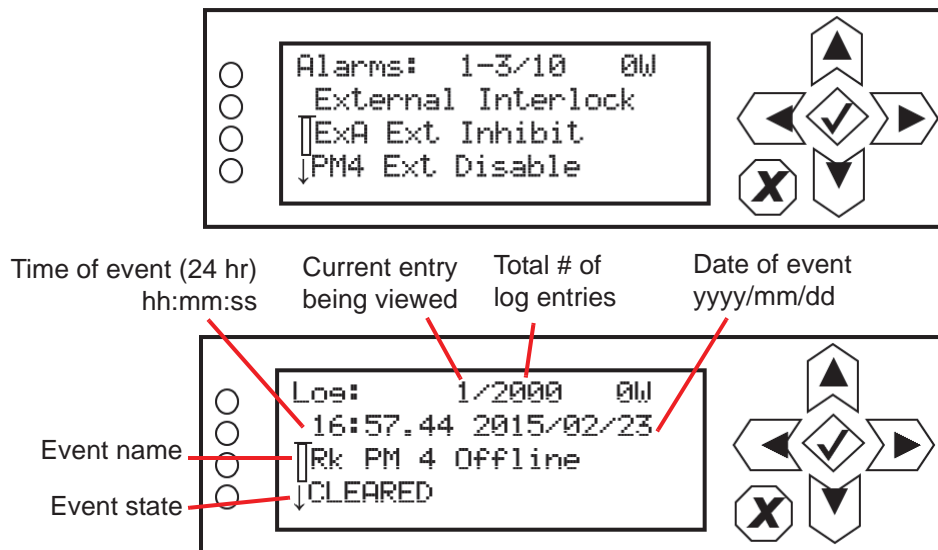 Alarms: 1-3/10 0W
External Interlock
ExA Ext Inhibit
↓PM4 Ext Disable
X
Time of event (24 hr)
hh:mm:ss
Current entry
being viewed
Total # of
log entries
Date of event
yyyy/mm/dd
Log: 1/2000 0W
16:57.44 2015/02/23
Event name
Rk PM 4 Offline
Event state
↓CLEARED
X